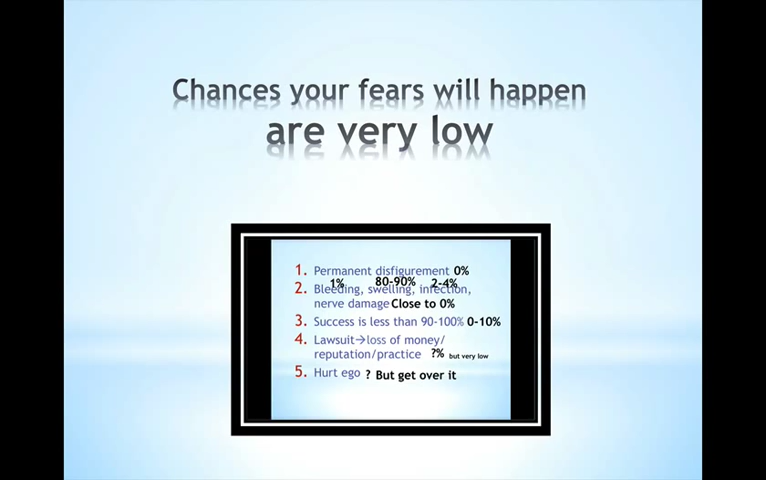 Chances your fears will happen
are very low
1. Permanent disfigurement 0%
1% 80-90% 2-4%
2. Bleeding, swelling, infection,
nerve damage Close to 0%
3. Success is less than 90-100% 0-10%
4. Lawsuit→loss of money/
reputation/practice ?% but very low
5. Hurt ego ? But get over it